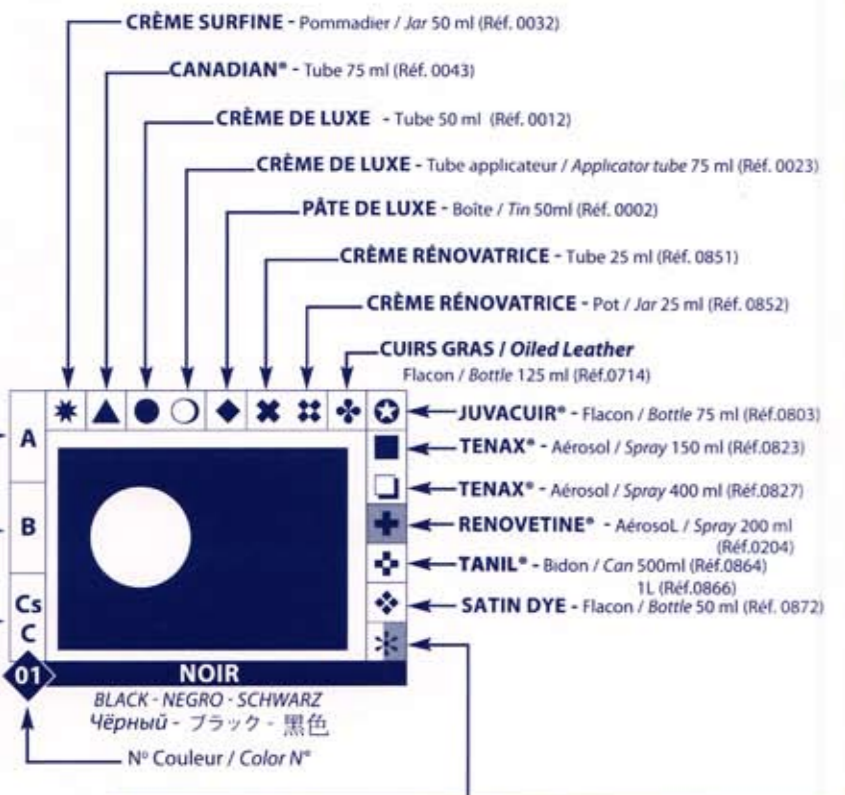 CRÈME SURFINE - Pommadier / Jar 50 ml (Réf. 0032)
CANADIAN® - Tube 75 ml (Réf. 0043)
CRÈME DE LUXE - Tube 50 ml (Réf. 0012)
CRÈME DE LUXE - Tube applicateur / Applicator tube 75 ml (Réf. 0023)
PÂTE DE LUXE - Boîte / Tin 50ml (Réf. 0002)
CRÈME RÉNOVATRICE - Tube 25 ml (Réf. 0851)
CRÈME RÉNOVATRICE - Pot / Jar 25 ml (Réf. 0852)
CUIRS GRAS / Oiled Leather
Flacon / Bottle 125 ml (Réf.0714)
JUVACUIR® - Flacon / Bottle 75 ml (Réf.0803)
A
TENAX® - Aérosol / Spray 150 ml (Réf.0823)
TENAX® - Aérosol / Spray 400 ml (Réf.0827)
B
RENOVETINE® - AérosoL / Spray 200 ml
(Réf.0204)
TANIL® - Bidon / Can 500ml (Réf.0864)
1L (Réf.0866)
Cs
SATIN DYE - Flacon / Bottle 50 ml (Réf. 0872)
C
01
NOIR
BLACK - NEGRO - SCHWARZ
Чёрный - ブラック - 黒色
Nº Couleur / Color N°